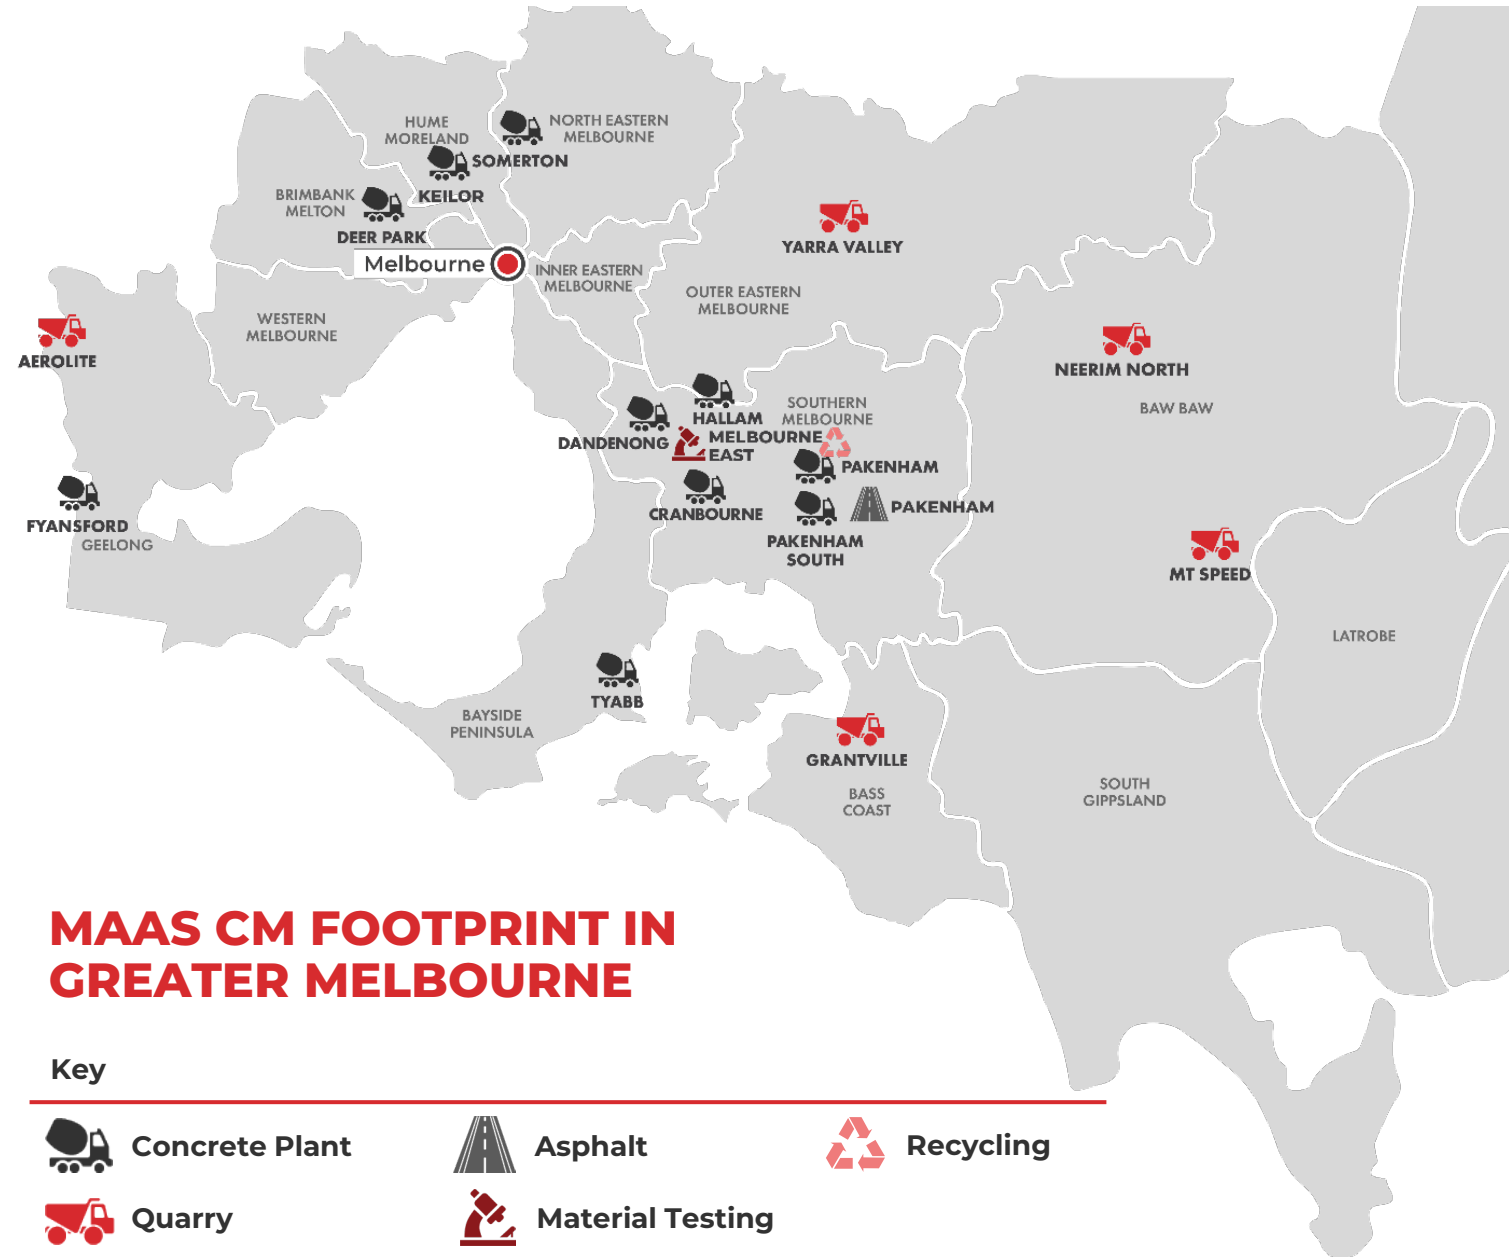 HUME
MORELAND
NORTH EASTERN
MELBOURNE
SOMERTON
KEILOR
BRIMBANK
MELTON
DEER PARK
Melbourne
YARRA VALLEY
INNER EASTERN
MELBOURNE
OUTER EASTERN
MELBOURNE
WESTERN
MELBOURNE
AEROLITE
NEERIM NORTH
BAW BAW
SOUTHERN
MELBOURNE
HALLAM
DANDENONG
MELBOURNE
EAST
PAKENHAM
CRANBOURNE
PAKENHAM
FYANSFORD
GEELONG
PAKENHAM
SOUTH
MT SPEED
LATROBE
TYABB
BAYSIDE
PENINSULA
GRANTVILLE
BASS
COAST
SOUTH
GIPPSLAND
MAAS CM FOOTPRINT IN
GREATER MELBOURNE
Key
Concrete Plant
Asphalt
Recycling
Quarry
Material Testing